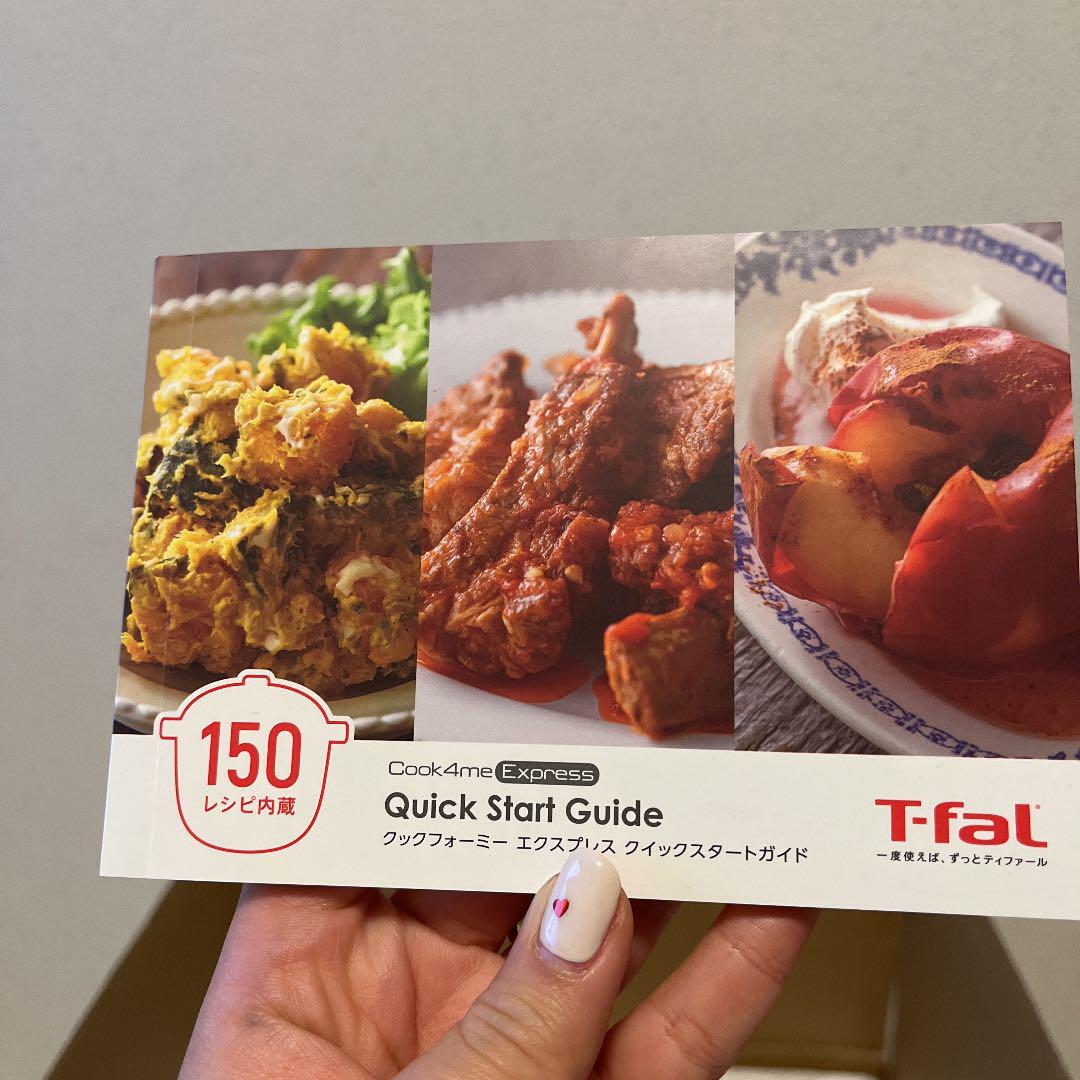 150
レシピ内蔵
Cook4me Express
Quick Start Guide
クックフォーミー エクスプレス クイックスタートガイド
T-fal®
一度使えば、ずっとティファール